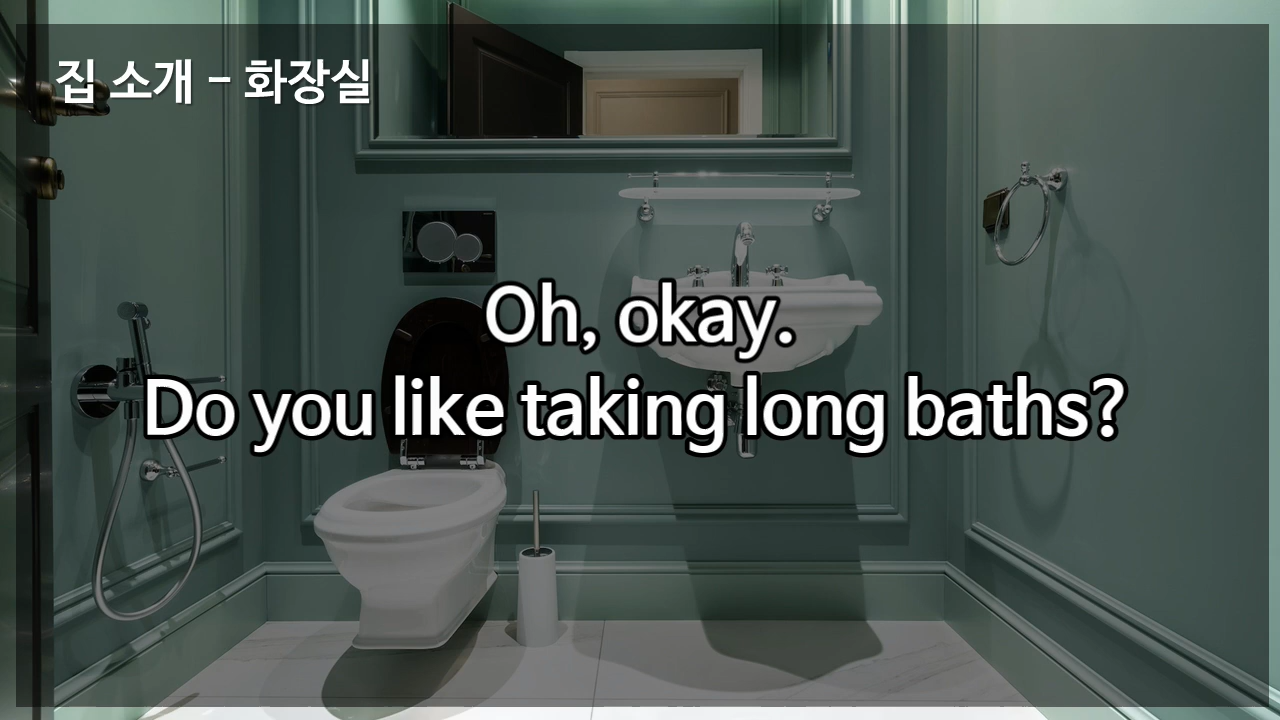 집 소개 - 화장실
Oh, okay.
Do you like taking long baths?